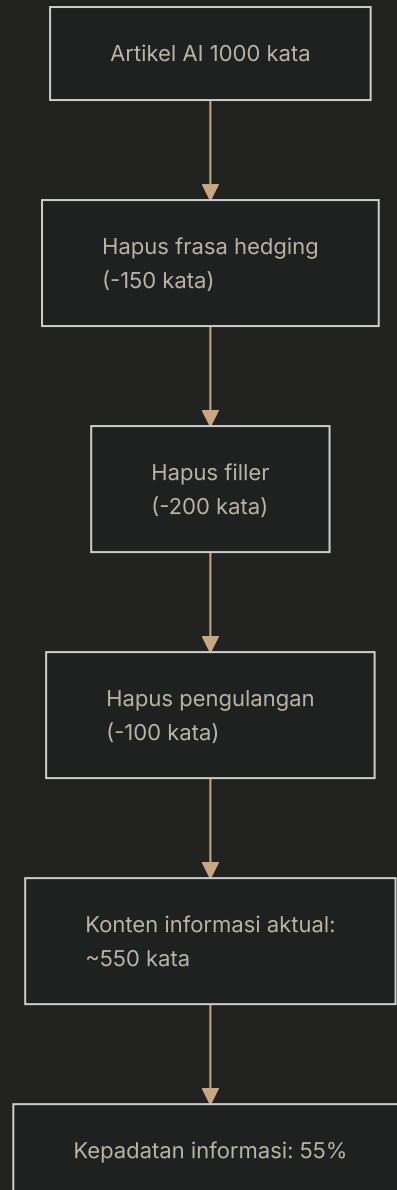 Artikel AI 1000 kata
Hapus frasa hedging
(-150 kata)
Hapus filler
(-200 kata)
Hapus pengulangan
(-100 kata)
Konten informasi aktual:
~550 kata
Kepadatan informasi: 55%